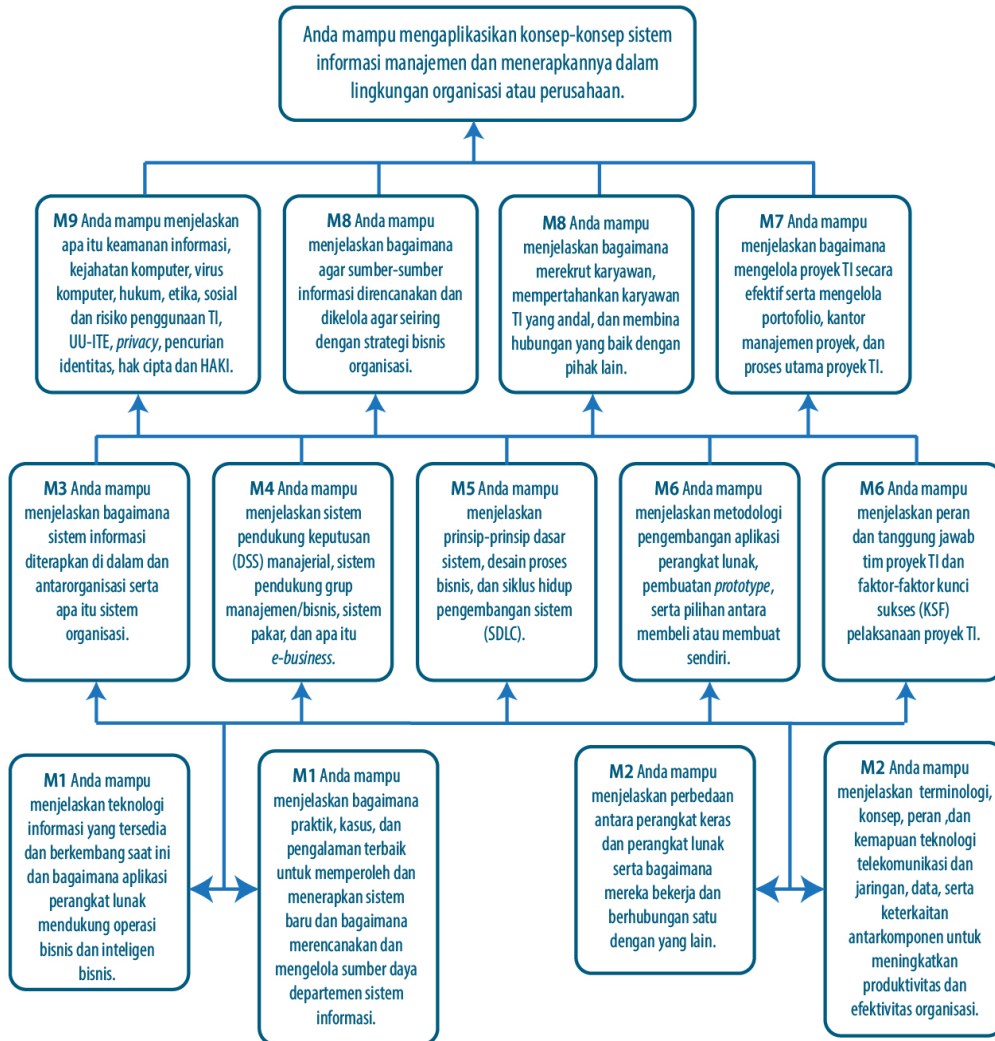 Anda mampu mengaplikasikan konsep-konsep sistem
informasi manajemen dan menerapkannya dalam
lingkungan organisasi atau perusahaan.
M9 Anda mampu menjelaskan
apa itu keamanan informasi,
kejahatan komputer, virus
komputer, hukum, etika, sosial
dan risiko penggunaan TI,
UU-ITE, privacy, pencurian
identitas, hak cipta dan HAKI.
M8 Anda mampu
menjelaskan bagaimana
agar sumber-sumber
informasi direncanakan dan
dikelola agar seiring
dengan strategi bisnis
organisasi.
M8 Anda mampu
menjelaskan bagaimana
merekrut karyawan,
mempertahankan karyawan
TI yang andal, dan membina
hubungan yang baik dengan
pihak lain.
M7 Anda mampu
menjelaskan bagaimana
mengelola proyek TI secara
efektif serta mengelola
portofolio, kantor
manajemen proyek, dan
proses utama proyek TI.
M3 Anda mampu
menjelaskan bagaimana
sistem informasi
diterapkan di dalam dan
antarorganisasi serta
apa itu sistem
organisasi.
M4 Anda mampu
menjelaskan sistem
pendukung keputusan
(DSS) manajerial, sistem
pendukung grup
manajemen/bisnis, sistem
pakar, dan apa itu
e-business.
M5 Anda mampu
menjelaskan
prinsip-prinsip dasar
sistem, desain proses
bisnis, dan siklus hidup
pengembangan sistem
(SDLC).
M6 Anda mampu
menjelaskan metodologi
pengembangan aplikasi
perangkat lunak,
pembuatan prototype,
serta pilihan antara
membeli atau membuat
sendiri.
M6 Anda mampu
menjelaskan peran
dan tanggung jawab
tim proyek TI dan
faktor-faktor kunci
sukses (KSF)
pelaksanaan proyek TI.
M1 Anda mampu
menjelaskan teknologi
informasi yang tersedia
dan berkembang saat ini
dan bagaimana aplikasi
perangkat lunak
mendukung operasi
bisnis dan inteligen
bisnis.
M1 Anda mampu
menjelaskan bagaimana
praktik, kasus, dan
pengalaman terbaik
untuk memperoleh dan
menerapkan sistem
baru dan bagaimana
merencanakan dan
mengelola sumber daya
departemen sistem
informasi.
M2 Anda mampu
menjelaskan perbedaan
antara perangkat keras
dan perangkat lunak
serta bagaimana
mereka bekerja dan
berhubungan satu
dengan yang lain.
M2 Anda mampu
menjelaskan terminologi,
konsep, peran ,dan
kemapuan teknologi
telekomunikasi dan
jaringan, data, serta
keterkaitan
antarkomponen untuk
meningkatkan
produktivitas dan
efektivitas organisasi.